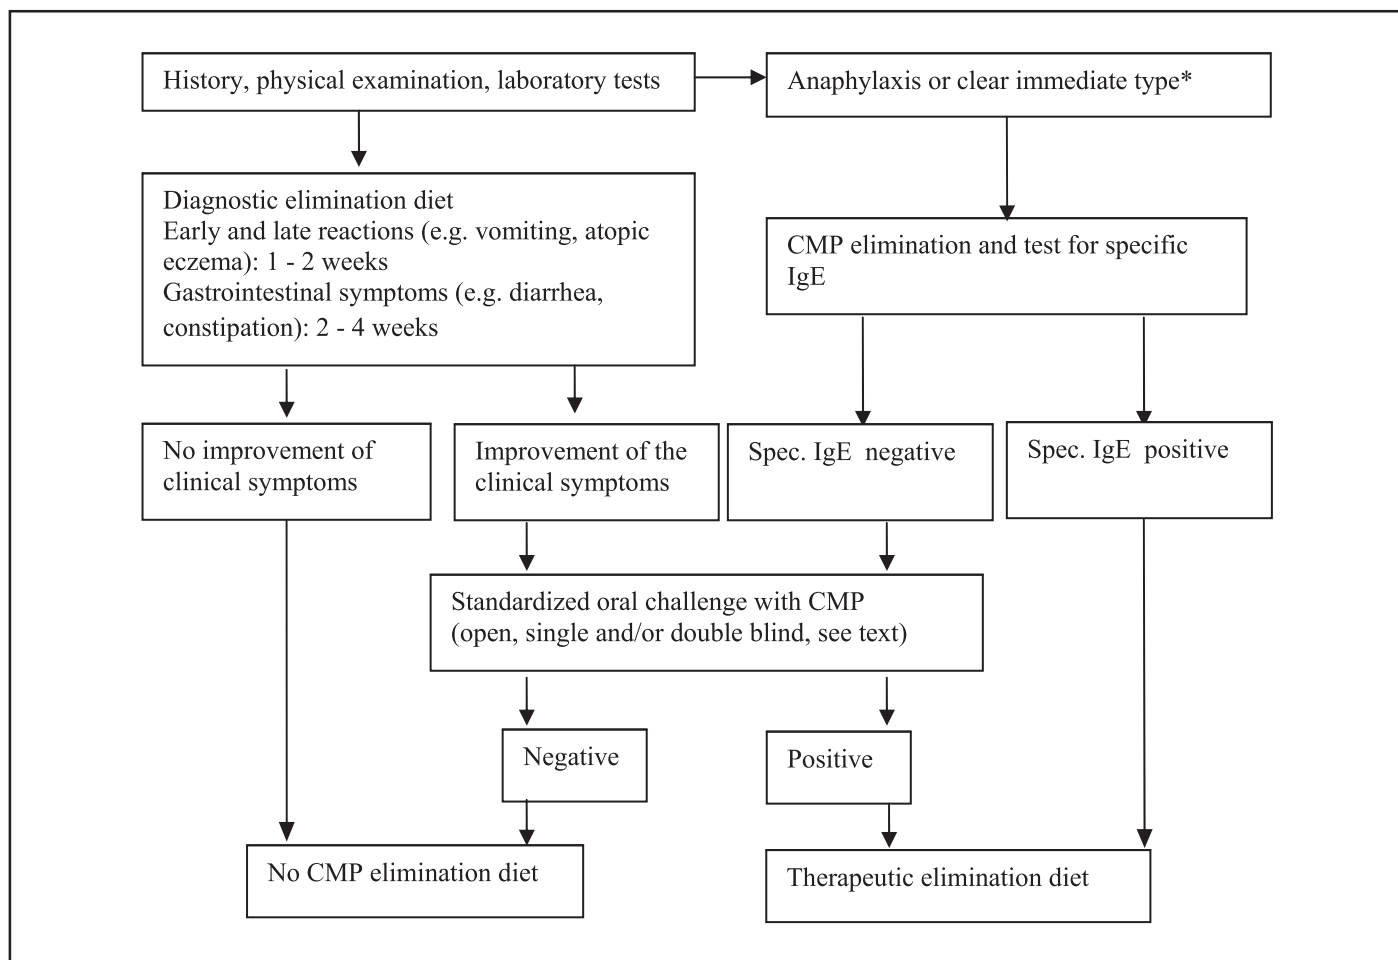 History, physical examination, laboratory tests
Anaphylaxis or clear immediate type*
Diagnostic elimination diet
Early and late reactions (e.g. vomiting, atopic
eczema): 1 - 2 weeks
Gastrointestinal symptoms (e.g. diarrhea,
constipation): 2 - 4 weeks
CMP elimination and test for specific
IgE
No improvement of
clinical symptoms
Improvement of the
clinical symptoms
Spec. IgE negative
Spec. IgE positive
Standardized oral challenge with CMP
(open, single and/or double blind, see text)
Negative
Positive
No CMP elimination diet
Therapeutic elimination diet